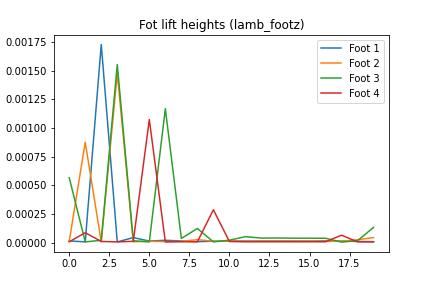 Fot lift heights (lamb_footz)
0.00175
0.00150
0.00125
0.00100
0.00075
0.00050
0.00025
0.00000
Foot 1
Foot 2
Foot 3
Foot 4
0.0 2.5 5.0 7.5 10.0 12.5 15.0 17.5